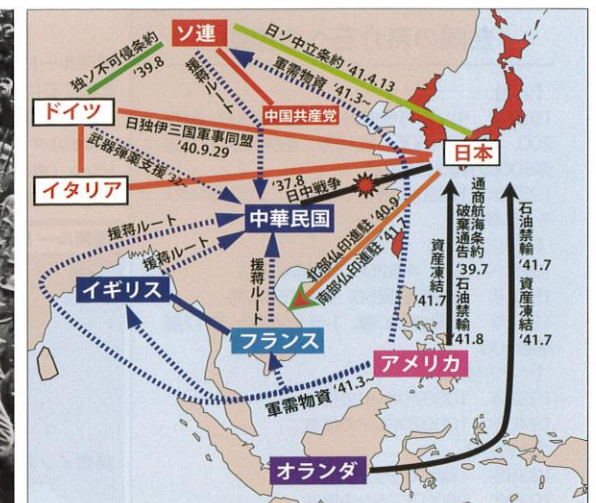 ソ連
日ソ中立条約 '41.4.13
軍需物資 '41.3~
独ソ不可侵条約
'39.8
援蒋ルート
中国共産党
ドイツ
日独伊三国軍事同盟
'40.9.29
武器弾薬支援
イタリア
日本
'37.8
日中戦争
中華民国
北部仏印進駐 '40.9
南部仏印進駐 '41.7
援蒋ルート
援蒋ルート
援蒋ルート
イギリス
フランス
アメリカ
軍需物資 '41.3~
オランダ
資産凍結
'41.7
通商航海条約
破棄通告
'39.7
石油禁輸
'41.8
石油禁輸
'41.7
資産凍結
'41.7